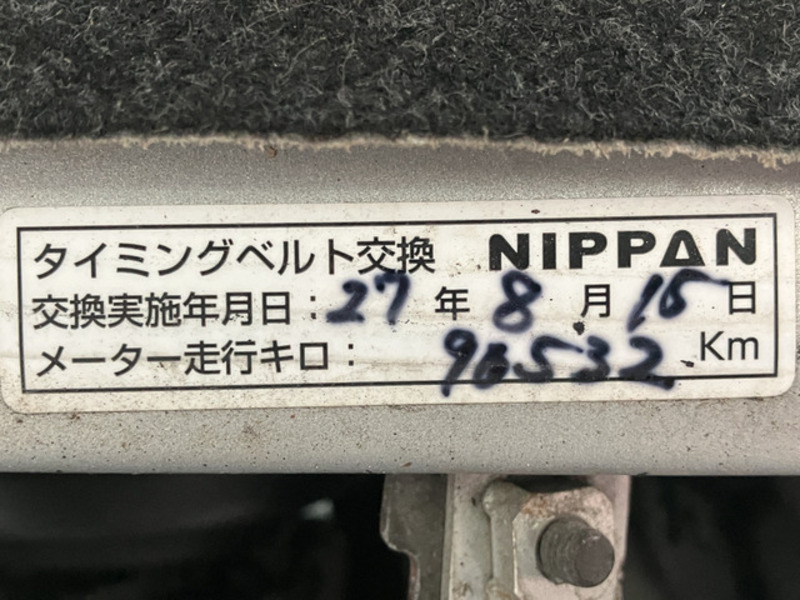 タイミングベルト交換 NIPPAN
交換実施年月日：27 年 8 月 15 日
メーター走行キロ： 96532 Km